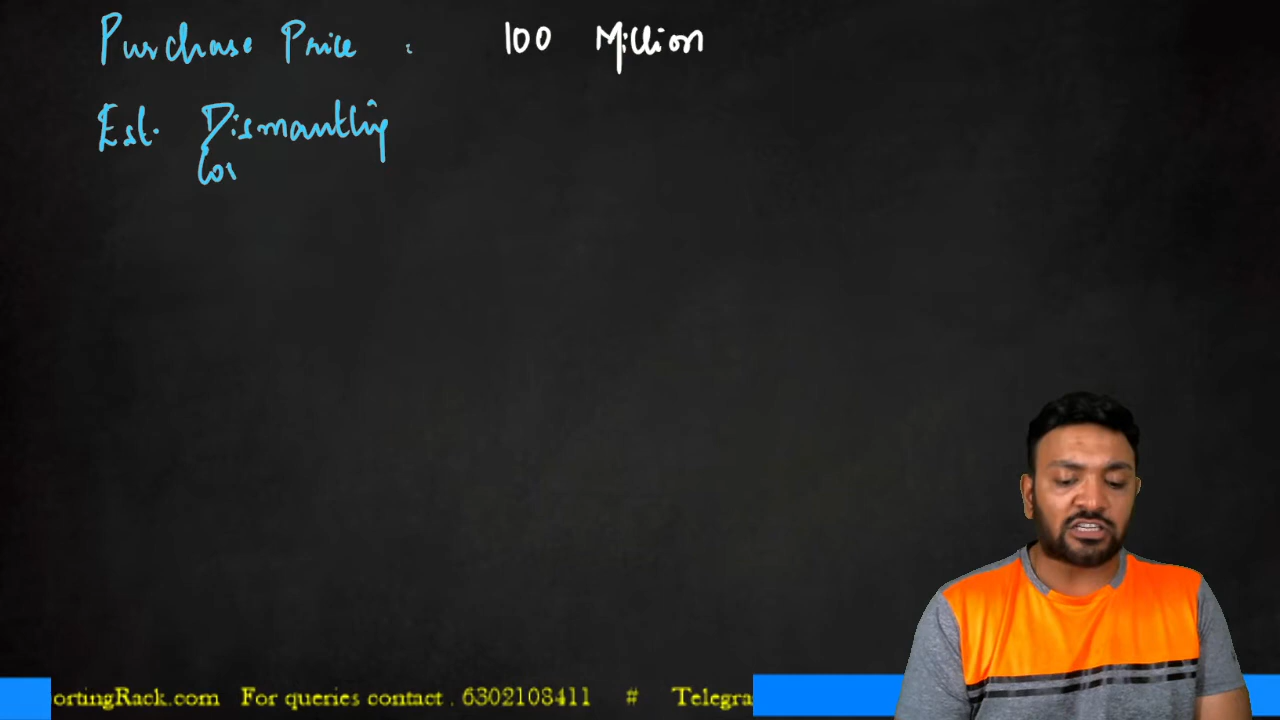 Purchase Price : 100 Million
Est. Dismantling
Cos
ortingRack.com For queries contact . 6302108411 # Telegra